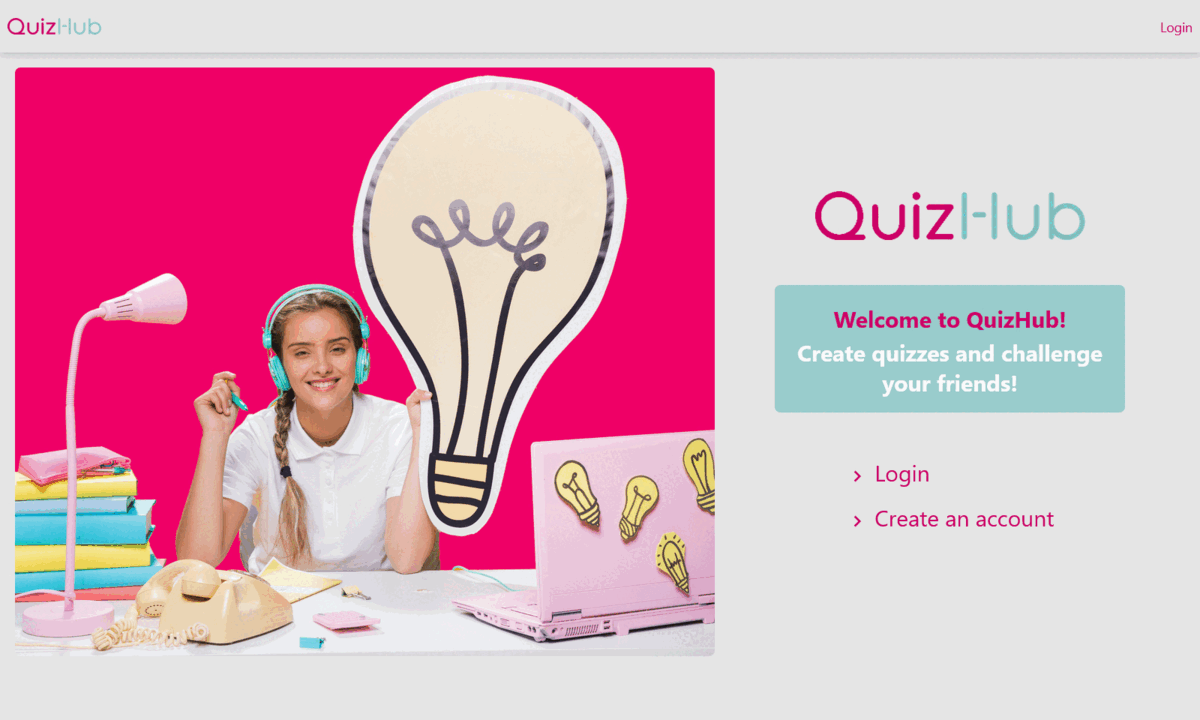 QuizHub
Login
QuizHub
Welcome to QuizHub!
Create quizzes and challenge
your friends!
Login
Create an account